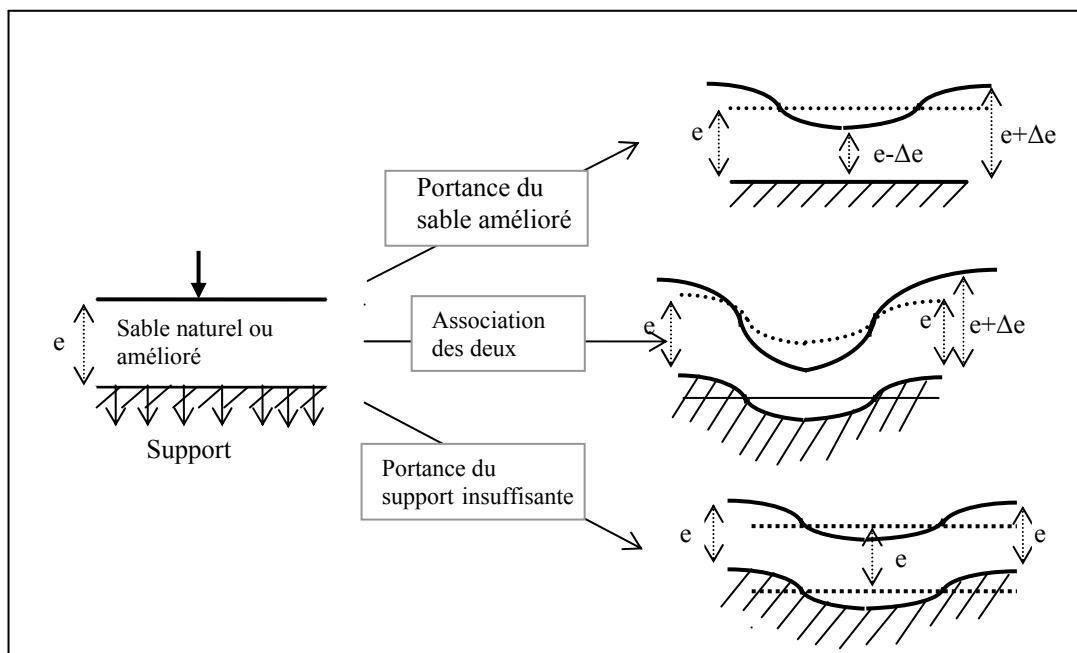 e
Sable naturel ou
amélioré
Support
Portance du
sable amélioré
Association
des deux
Portance du
support insuffisante
e
e-Δe
e+Δe
e
e
e+Δe
e
e
e